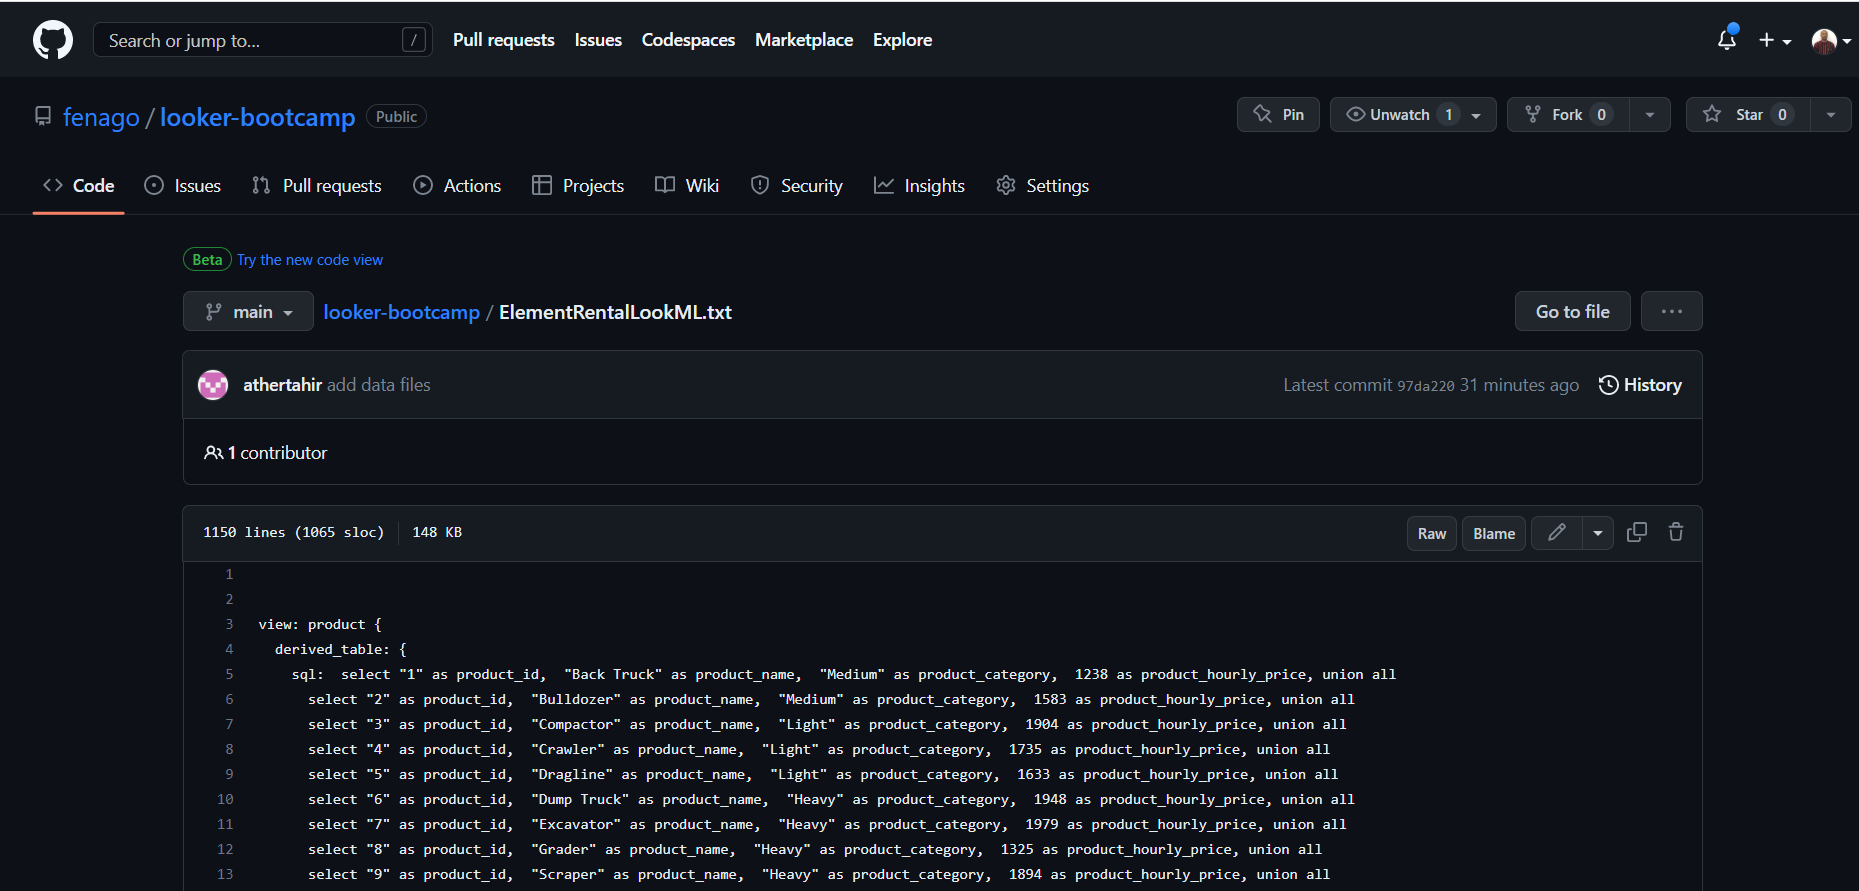 Search or jump to... /
Pull requests Issues Codespaces Marketplace Explore
fenago / looker-bootcamp Public
Pin Unwatch 1 Fork 0 Star 0
Code Issues Pull requests Actions Projects Wiki Security Insights Settings
Beta Try the new code view
main looker-bootcamp / ElementRentalLookML.txt Go to file ...
athertahir add data files Latest commit 97da220 31 minutes ago History
1 contributor
1150 lines (1065 sloc) 148 KB Raw Blame
1
2
3 view: product {
4 derived_table: {
5 sql: select "1" as product_id, "Back Truck" as product_name, "Medium" as product_category, 1238 as product_hourly_price, union all
6 select "2" as product_id, "Bulldozer" as product_name, "Medium" as product_category, 1583 as product_hourly_price, union all
7 select "3" as product_id, "Compactor" as product_name, "Light" as product_category, 1904 as product_hourly_price, union all
8 select "4" as product_id, "Crawler" as product_name, "Light" as product_category, 1735 as product_hourly_price, union all
9 select "5" as product_id, "Dragline" as product_name, "Light" as product_category, 1633 as product_hourly_price, union all
10 select "6" as product_id, "Dump Truck" as product_name, "Heavy" as product_category, 1948 as product_hourly_price, union all
11 select "7" as product_id, "Excavator" as product_name, "Heavy" as product_category, 1979 as product_hourly_price, union all
12 select "8" as product_id, "Grader" as product_name, "Heavy" as product_category, 1325 as product_hourly_price, union all
13 select "9" as product_id, "Scraper" as product_name, "Heavy" as product_category, 1894 as product_hourly_price, union all